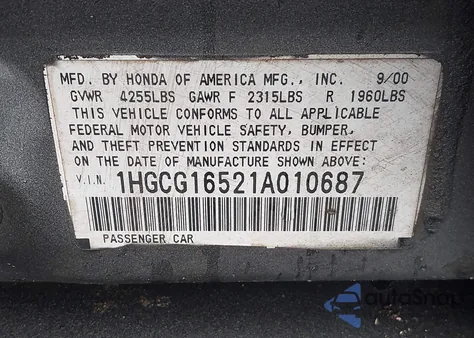 MFD. BY HONDA OF AMERICA MFG., INC. 9/00
GVWR 4255LBS GAWR F 2315LBS R 1960LBS
THIS VEHICLE CONFORMS TO ALL APPLICABLE
FEDERAL MOTOR VEHICLE SAFETY, BUMPER,
AND THEFT PREVENTION STANDARDS IN EFFECT
ON THE DATE OF MANUFACTURE SHOWN ABOVE:
V.I.N. 1HGCG16521A010687
PASSENGER CAR
autoSnap